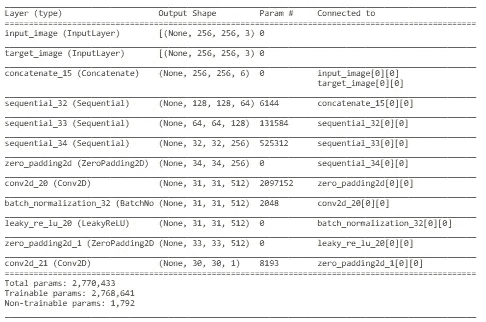 Layer (type) Output Shape Param # Connected to
input_image (InputLayer) [(None, 256, 256, 3) 0
target_image (InputLayer) [(None, 256, 256, 3) 0
concatenate_15 (Concatenate) (None, 256, 256, 6) 0 input_image[0][0]
target_image[0][0]
sequential_32 (Sequential) (None, 128, 128, 64) 6144 concatenate_15[0][0]
sequential_33 (Sequential) (None, 64, 64, 128) 131584 sequential_32[0][0]
sequential_34 (Sequential) (None, 32, 32, 256) 525312 sequential_33[0][0]
zero_padding2d (ZeroPadding2D) (None, 34, 34, 256) 0 sequential_34[0][0]
conv2d_20 (Conv2D) (None, 31, 31, 512) 2097152 zero_padding2d[0][0]
batch_normalization_32 (BatchNo (None, 31, 31, 512) 2048 conv2d_20[0][0]
leaky_re_lu_20 (LeakyReLU) (None, 31, 31, 512) 0 batch_normalization_32[0][0]
zero_padding2d_1 (ZeroPadding2D (None, 33, 33, 512) 0 leaky_re_lu_20[0][0]
conv2d_21 (Conv2D) (None, 30, 30, 1) 8193 zero_padding2d_1[0][0]
Total params: 2,770,433
Trainable params: 2,768,641
Non-trainable params: 1,792